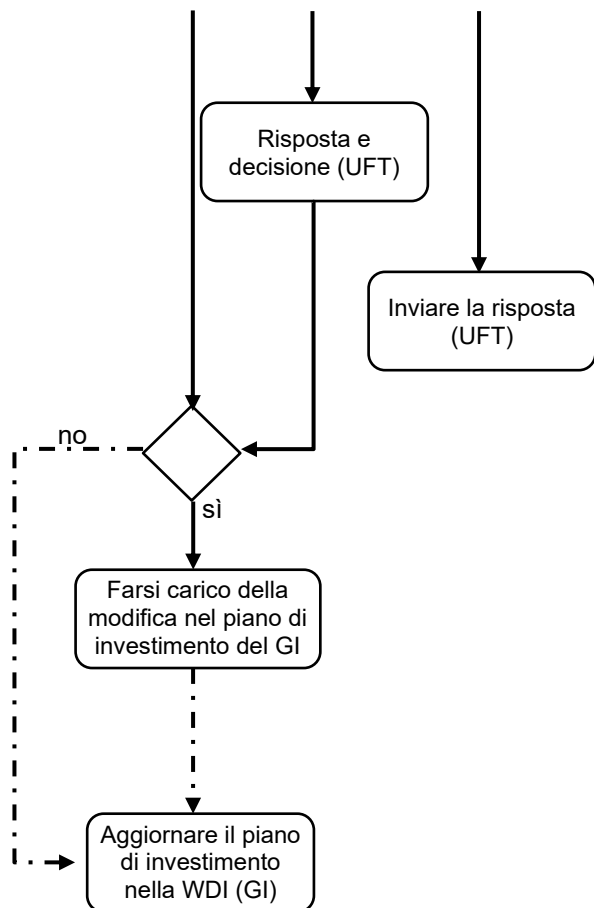 Risposta e
decisione (UFT)
Inviare la risposta
(UFT)
no
sì
Farsi carico della
modifica nel piano di
investimento del GI
Aggiornare il piano
di investimento
nella WDI (GI)